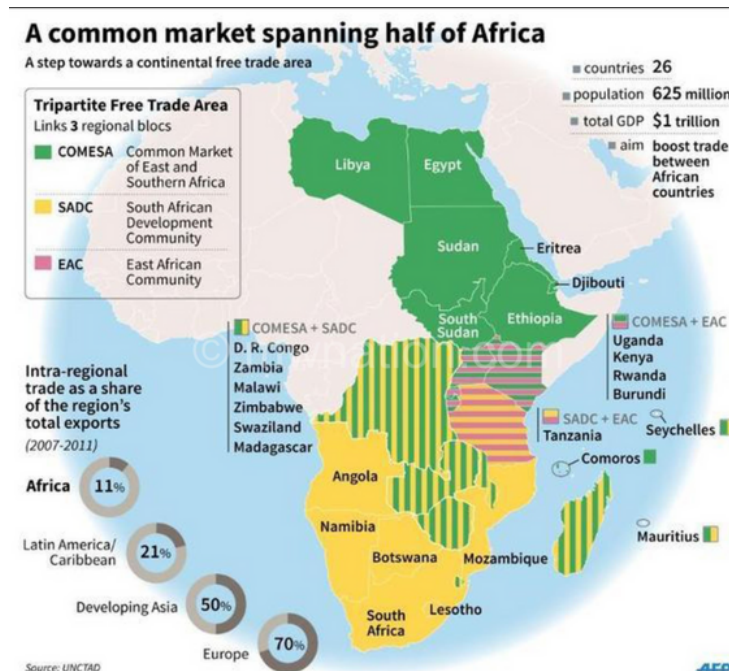 A common market spanning half of Africa
A step towards a continental free trade area
countries 26
population 625 million
total GDP $1 trillion
aim boost trade
between
African
countries
Tripartite Free Trade Area
Links 3 regional blocs
COMESA Common Market
of East and
Southern Africa
SADC South African
Development
Community
EAC East African
Community
Libya
Egypt
Sudan
Eritrea
Djibouti
South
Sudan
Ethiopia
COMESA + SADC
D. R. Congo
Zambia
Malawi
Zimbabwe
Swaziland
Madagascar
COMESA + EAC
Uganda
Kenya
Rwanda
Burundi
SADC + EAC
Tanzania
Seychelles
Comoros
Mauritius
Angola
Namibia
Botswana
Mozambique
South
Africa
Lesotho
Intra-regional
trade as a share
of the region's
total exports
(2007-2011)
Africa
11%
Latin America/
Caribbean
21%
Developing Asia
50%
Europe
70%
Source: UNCTAD